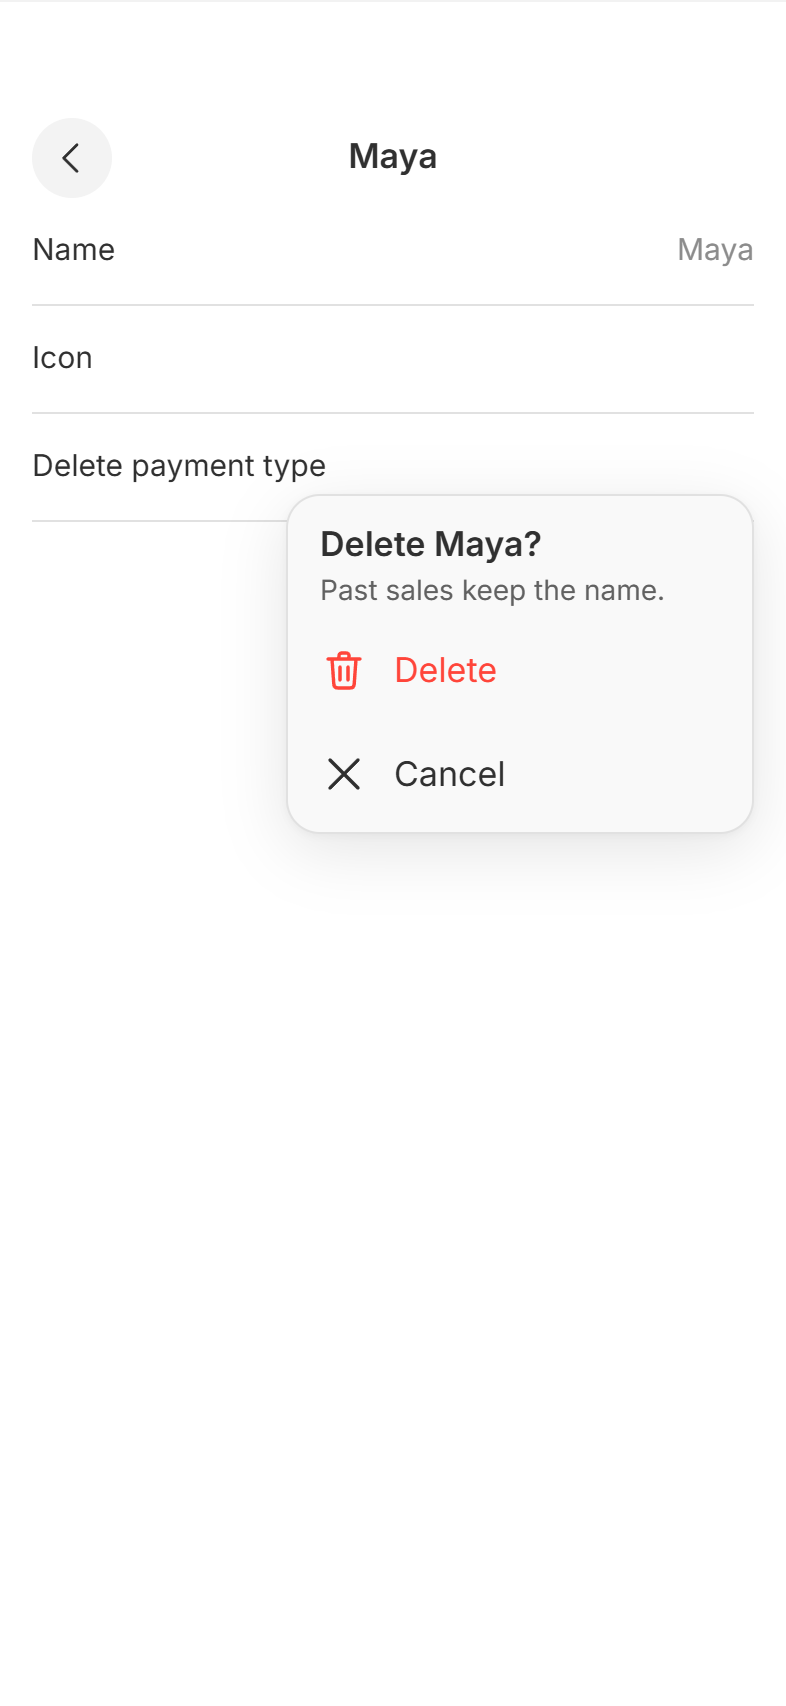 Maya
Name Maya
Icon
Delete payment type
Delete Maya?
Past sales keep the name.
Delete
Cancel